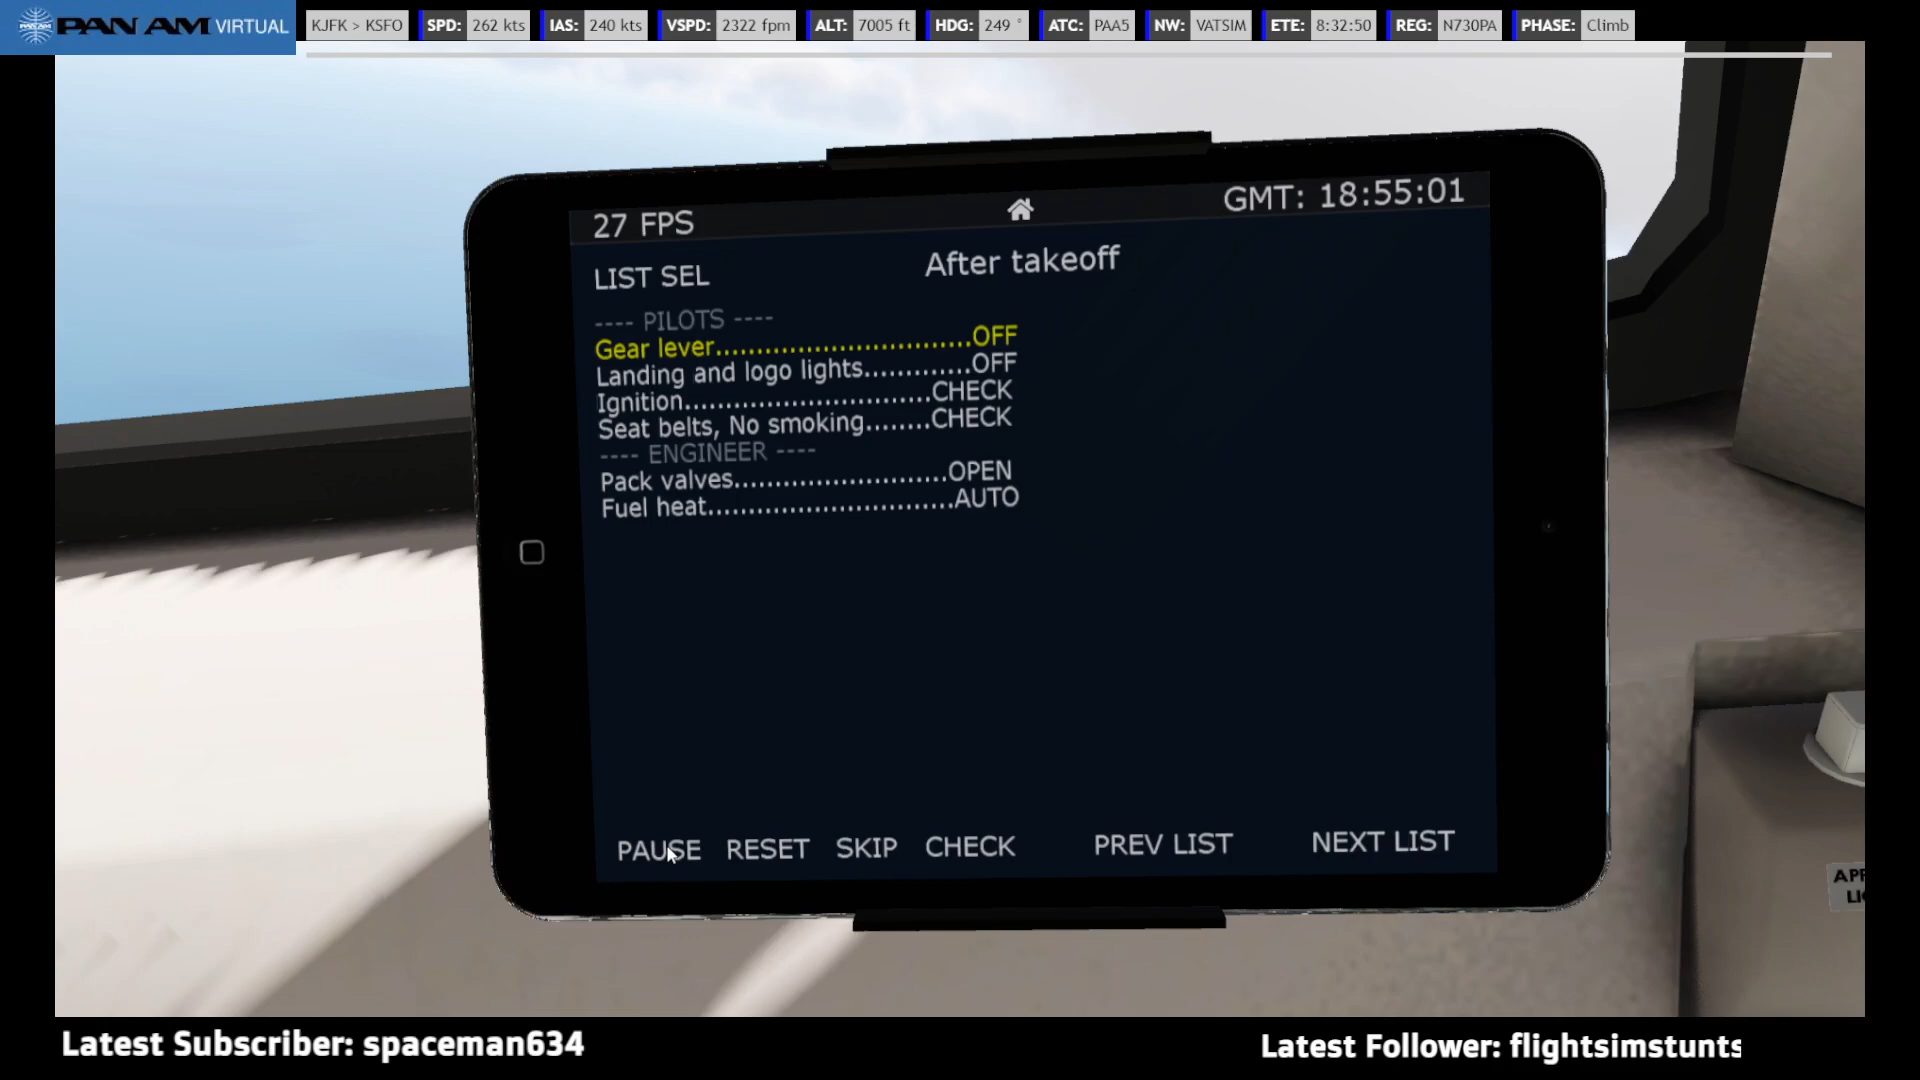 PAN AM VIRTUAL KJFK > KSFO SPD: 262 kts IAS: 240 kts VSPD: 2322 fpm ALT: 7005 ft HDG: 249 ° ATC: PAA5 NW: VATSIM ETE: 8:32:50 REG: N730PA PHASE: Climb
27 FPS GMT: 18:55:01
LIST SEL After takeoff
---- PILOTS ----
Gear lever...............................OFF
Landing and logo lights.............OFF
Ignition..............................CHECK
Seat belts, No smoking........CHECK
---- ENGINEER ----
Pack valves..........................OPEN
Fuel heat..............................AUTO
PAUSE RESET SKIP CHECK PREV LIST NEXT LIST
Latest Subscriber: spaceman634 Latest Follower: flightsimstunts